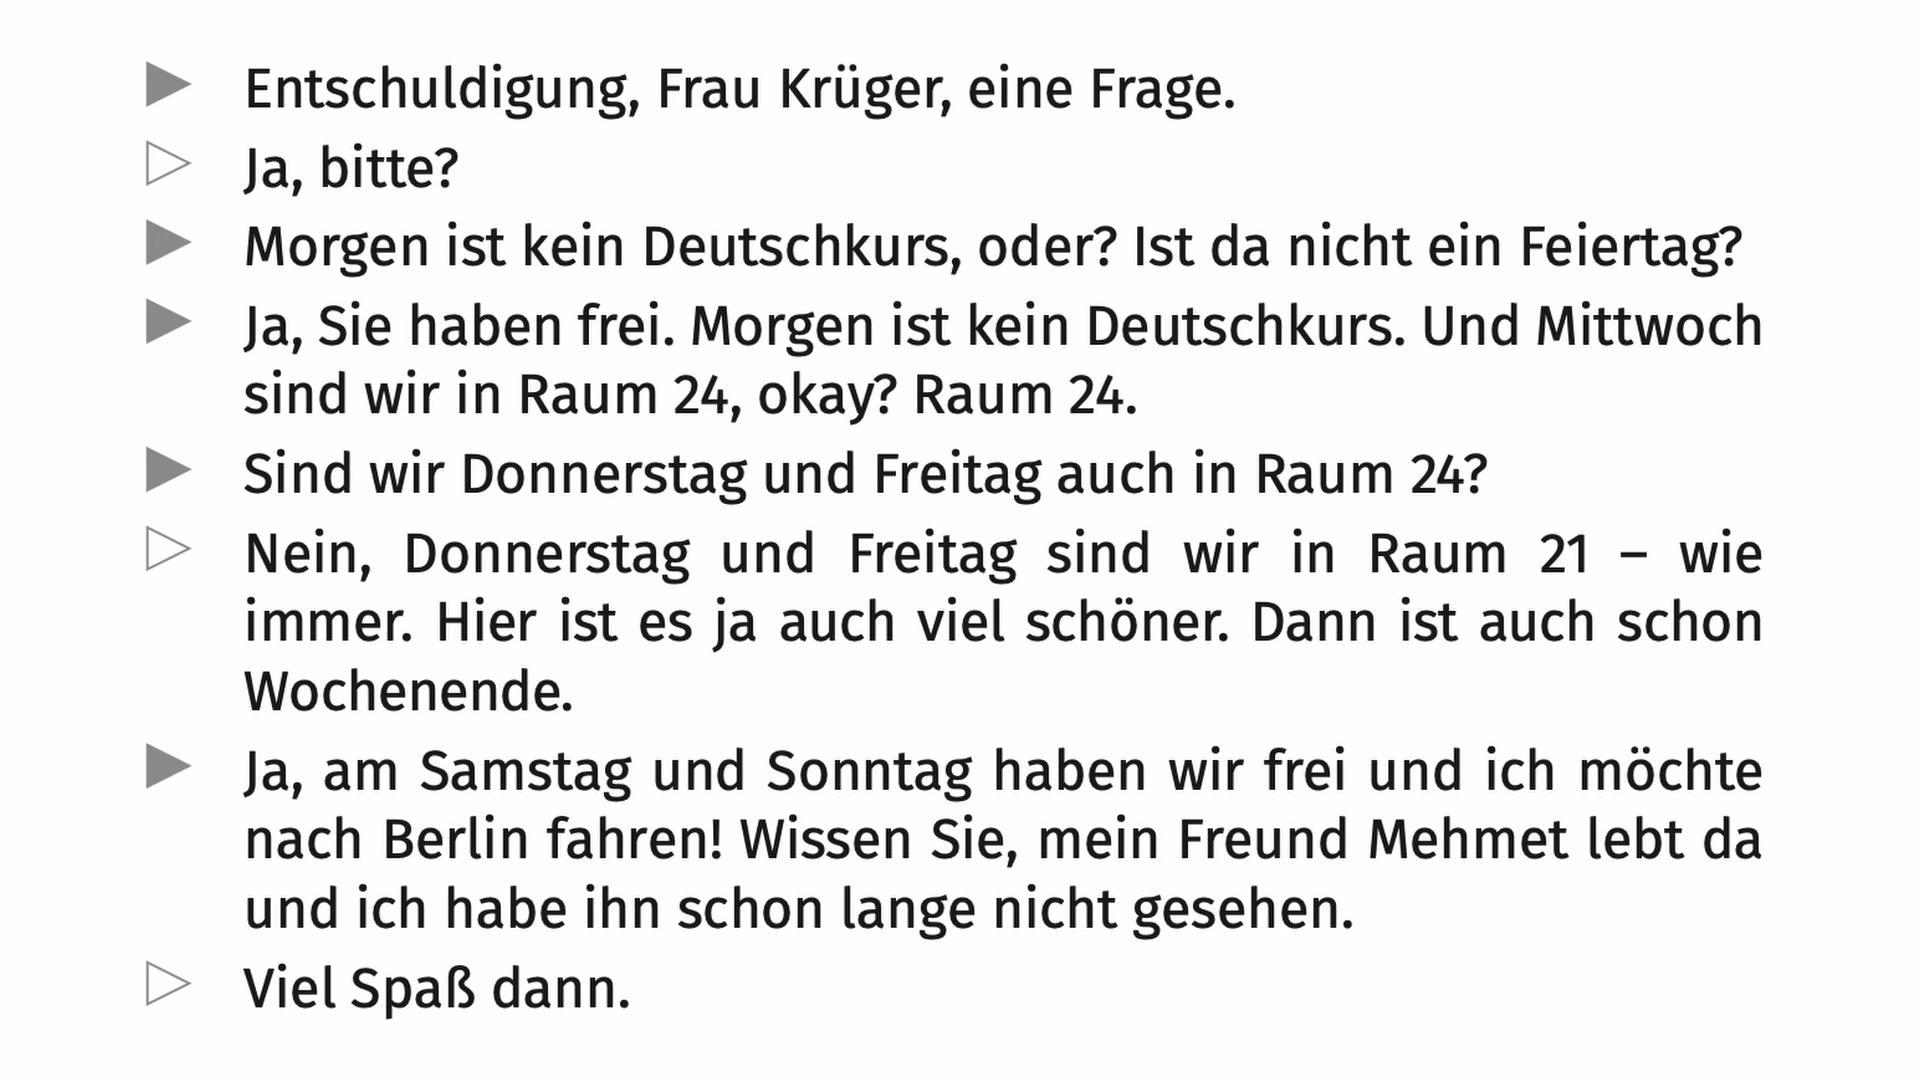 Entschuldigung, Frau Krüger, eine Frage.
Ja, bitte?
Morgen ist kein Deutschkurs, oder? Ist da nicht ein Feiertag?
Ja, Sie haben frei. Morgen ist kein Deutschkurs. Und Mittwoch
sind wir in Raum 24, okay? Raum 24.
Sind wir Donnerstag und Freitag auch in Raum 24?
Nein, Donnerstag und Freitag sind wir in Raum 21 – wie
immer. Hier ist es ja auch viel schöner. Dann ist auch schon
Wochenende.
Ja, am Samstag und Sonntag haben wir frei und ich möchte
nach Berlin fahren! Wissen Sie, mein Freund Mehmet lebt da
und ich habe ihn schon lange nicht gesehen.
Viel Spaß dann.